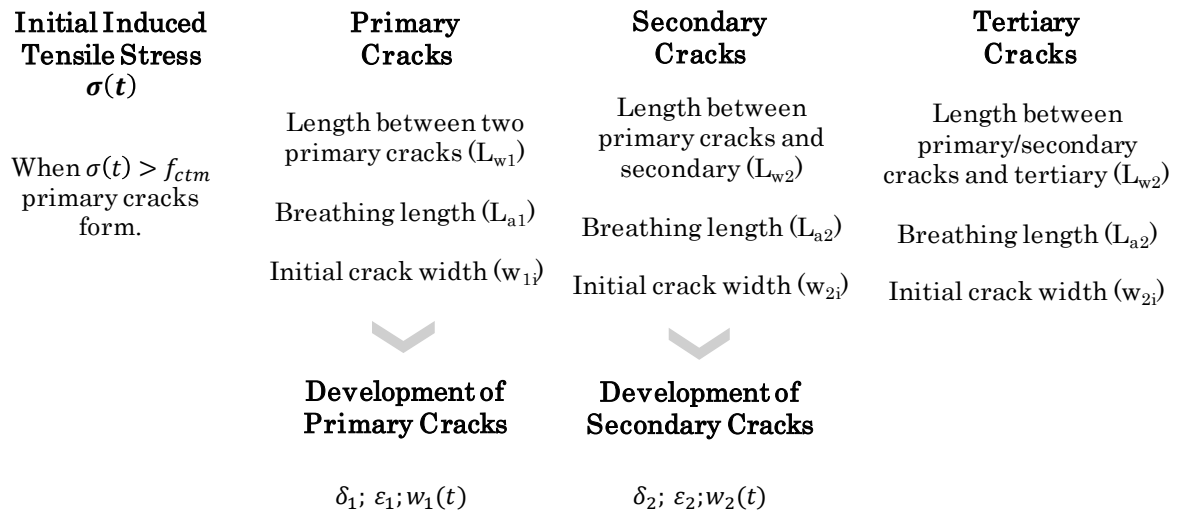 Initial Induced
Tensile Stress
σ(t)
When σ(t) > f_ctm
primary cracks
form.
Primary
Cracks
Length between two
primary cracks (L_w1)
Breathing length (L_a1)
Initial crack width (w_1i)
Development of
Primary Cracks
δ_1; ε_1;w_1(t)
Secondary
Cracks
Length between
primary cracks and
secondary (L_w2)
Breathing length (L_a2)
Initial crack width (w_2i)
Development of
Secondary Cracks
δ_2; ε_2;w_2(t)
Tertiary
Cracks
Length between
primary/secondary
cracks and tertiary (L_w2)
Breathing length (L_a2)
Initial crack width (w_2i)